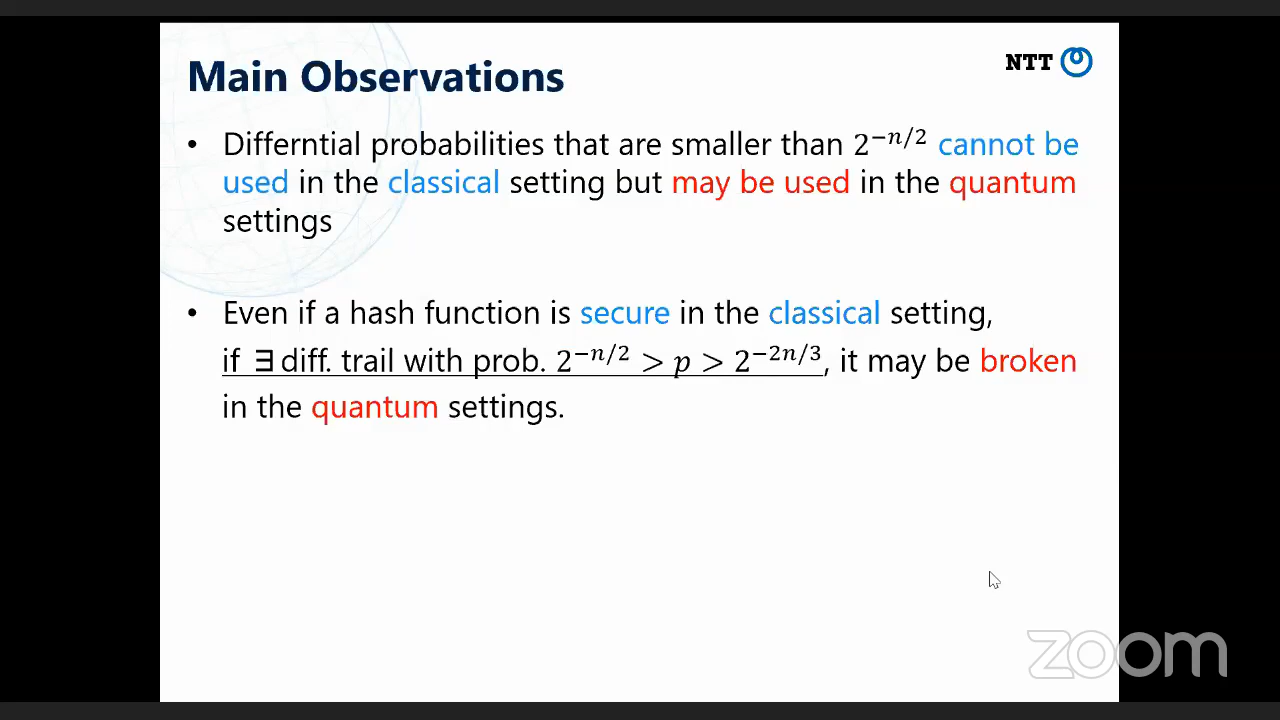 Main Observations
NTT
• Differntial probabilities that are smaller than 2^{−n/2} cannot be
used in the classical setting but may be used in the quantum
settings
• Even if a hash function is secure in the classical setting,
if ∃ diff. trail with prob. 2^{−n/2} > p > 2^{−2n/3}, it may be broken
in the quantum settings.
zoom